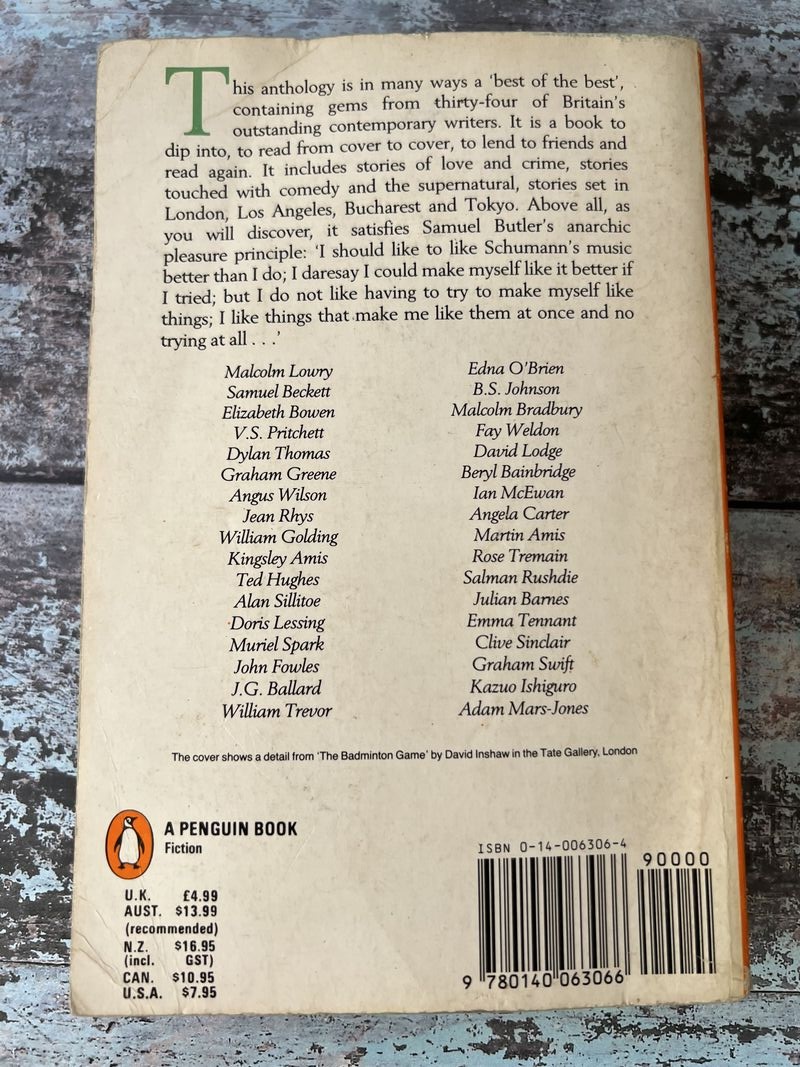 This anthology is in many ways a 'best of the best',
containing gems from thirty-four of Britain's
outstanding contemporary writers. It is a book to
dip into, to read from cover to cover, to lend to friends and
read again. It includes stories of love and crime, stories
touched with comedy and the supernatural, stories set in
London, Los Angeles, Bucharest and Tokyo. Above all, as
you will discover, it satisfies Samuel Butler's anarchic
pleasure principle: 'I should like to like Schumann's music
better than I do; I daresay I could make myself like it better if
I tried; but I do not like having to try to make myself like
things; I like things that make me like them at once and no
trying at all . . .'
Malcolm Lowry
Samuel Beckett
Elizabeth Bowen
V.S. Pritchett
Dylan Thomas
Graham Greene
Angus Wilson
Jean Rhys
William Golding
Kingsley Amis
Ted Hughes
Alan Sillitoe
Doris Lessing
Muriel Spark
John Fowles
J.G. Ballard
William Trevor
Edna O'Brien
B.S. Johnson
Malcolm Bradbury
Fay Weldon
David Lodge
Beryl Bainbridge
Ian McEwan
Angela Carter
Martin Amis
Rose Tremain
Salman Rushdie
Julian Barnes
Emma Tennant
Clive Sinclair
Graham Swift
Kazuo Ishiguro
Adam Mars-Jones
The cover shows a detail from 'The Badminton Game' by David Inshaw in the Tate Gallery, London
A PENGUIN BOOK
Fiction
U.K. £4.99
AUST. $13.99
(recommended)
N.Z. $16.95
(incl. GST)
CAN. $10.95
U.S.A. $7.95
ISBN 0-14-006306-4
90000
9 780140 063066